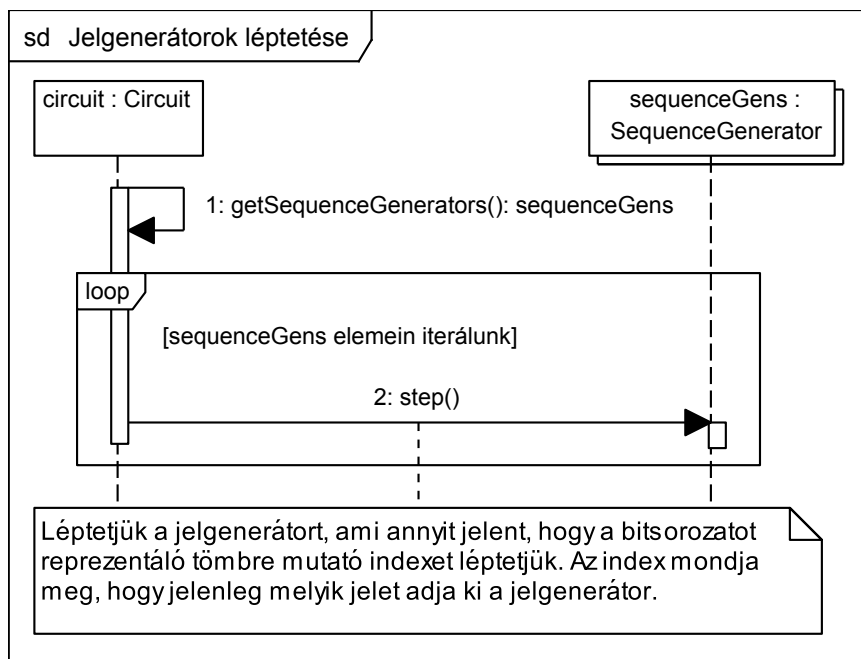 sd Jelgenerátorok léptetése
circuit : Circuit
sequenceGens :
SequenceGenerator
1: getSequenceGenerators(): sequenceGens
loop
[sequenceGens elemein iterálunk]
2: step()
Léptetjük a jelgenerátort, ami annyit jelent, hogy a bitsorozatot
reprezentáló tömbre mutató indexet léptetjük. Az index mondja
meg, hogy jelenleg melyik jelet adja ki a jelgenerátor.